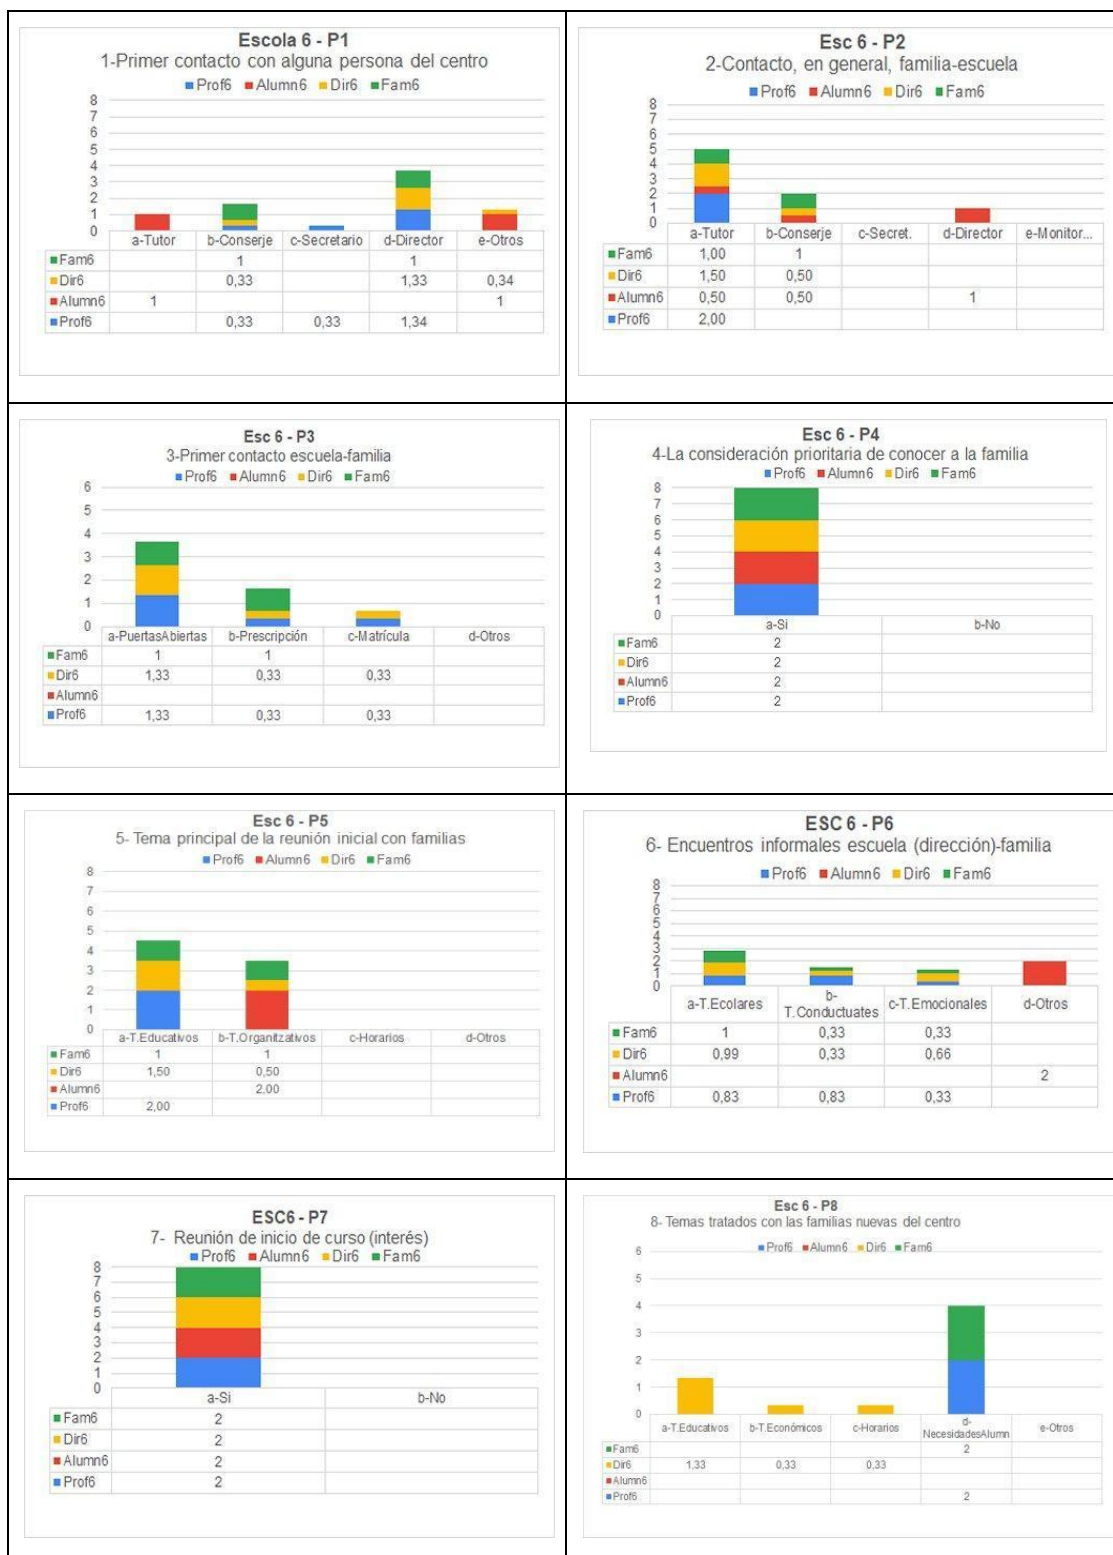 Escola 6 - P1
1-Primer contacto con alguna persona del centro
Prof6 Alumn6 Dir6 Fam6
8
7
6
5
4
3
2
1
0
a-Tutor b-Conserje c-Secretario d-Director e-Otros
Fam6 1 1
Dir6 0,33 1,33 0,34
Alumn6 1 1
Prof6 0,33 0,33 1,34
Esc 6 - P2
2-Contacto, en general, familia-escuela
Prof6 Alumn6 Dir6 Fam6
8
7
6
5
4
3
2
1
0
a-Tutor b-Conserje c-Secret. d-Director e-Monitor...
Fam6 1,00 1
Dir6 1,50 0,50
Alumn6 0,50 0,50 1
Prof6 2,00
Esc 6 - P3
3-Primer contacto escuela-familia
Prof6 Alumn6 Dir6 Fam6
6
5
4
3
2
1
0
a-PuertasAbiertas b-Prescripción c-Matrícula d-Otros
Fam6 1 1
Dir6 1,33 0,33 0,33
Alumn6
Prof6 1,33 0,33 0,33
Esc 6 - P4
4-La consideración prioritaria de conocer a la familia
Prof6 Alumn6 Dir6 Fam6
8
7
6
5
4
3
2
1
0
a-Si b-No
Fam6 2
Dir6 2
Alumn6 2
Prof6 2
Esc 6 - P5
5- Tema principal de la reunión inicial con familias
Prof6 Alumn6 Dir6 Fam6
8
7
6
5
4
3
2
1
0
a-T.Educativos b-T.Organitzativos c-Horarios d-Otros
Fam6 1 1
Dir6 1,50 0,50
Alumn6 2,00
Prof6 2,00
ESC 6 - P6
6- Encuentros informales escuela (dirección)-familia
Prof6 Alumn6 Dir6 Fam6
8
7
6
5
4
3
2
1
0
a-T.Ecolares b-T.Conductuates c-T.Emocionales d-Otros
Fam6 1 0,33 0,33
Dir6 0,99 0,33 0,66
Alumn6 2
Prof6 0,83 0,83 0,33
ESC6 - P7
7- Reunión de inicio de curso (interés)
Prof6 Alumn6 Dir6 Fam6
8
7
6
5
4
3
2
1
0
a-Si b-No
Fam6 2
Dir6 2
Alumn6 2
Prof6 2
Esc 6 - P8
8- Temas tratados con las familias nuevas del centro
Prof6 Alumn6 Dir6 Fam6
6
5
4
3
2
1
0
a-T.Educativos b-T.Económicos c-Horarios d-NecesidadesAlumn e-Otros
Fam6 2
Dir6 1,33 0,33 0,33
Alumn6
Prof6 2